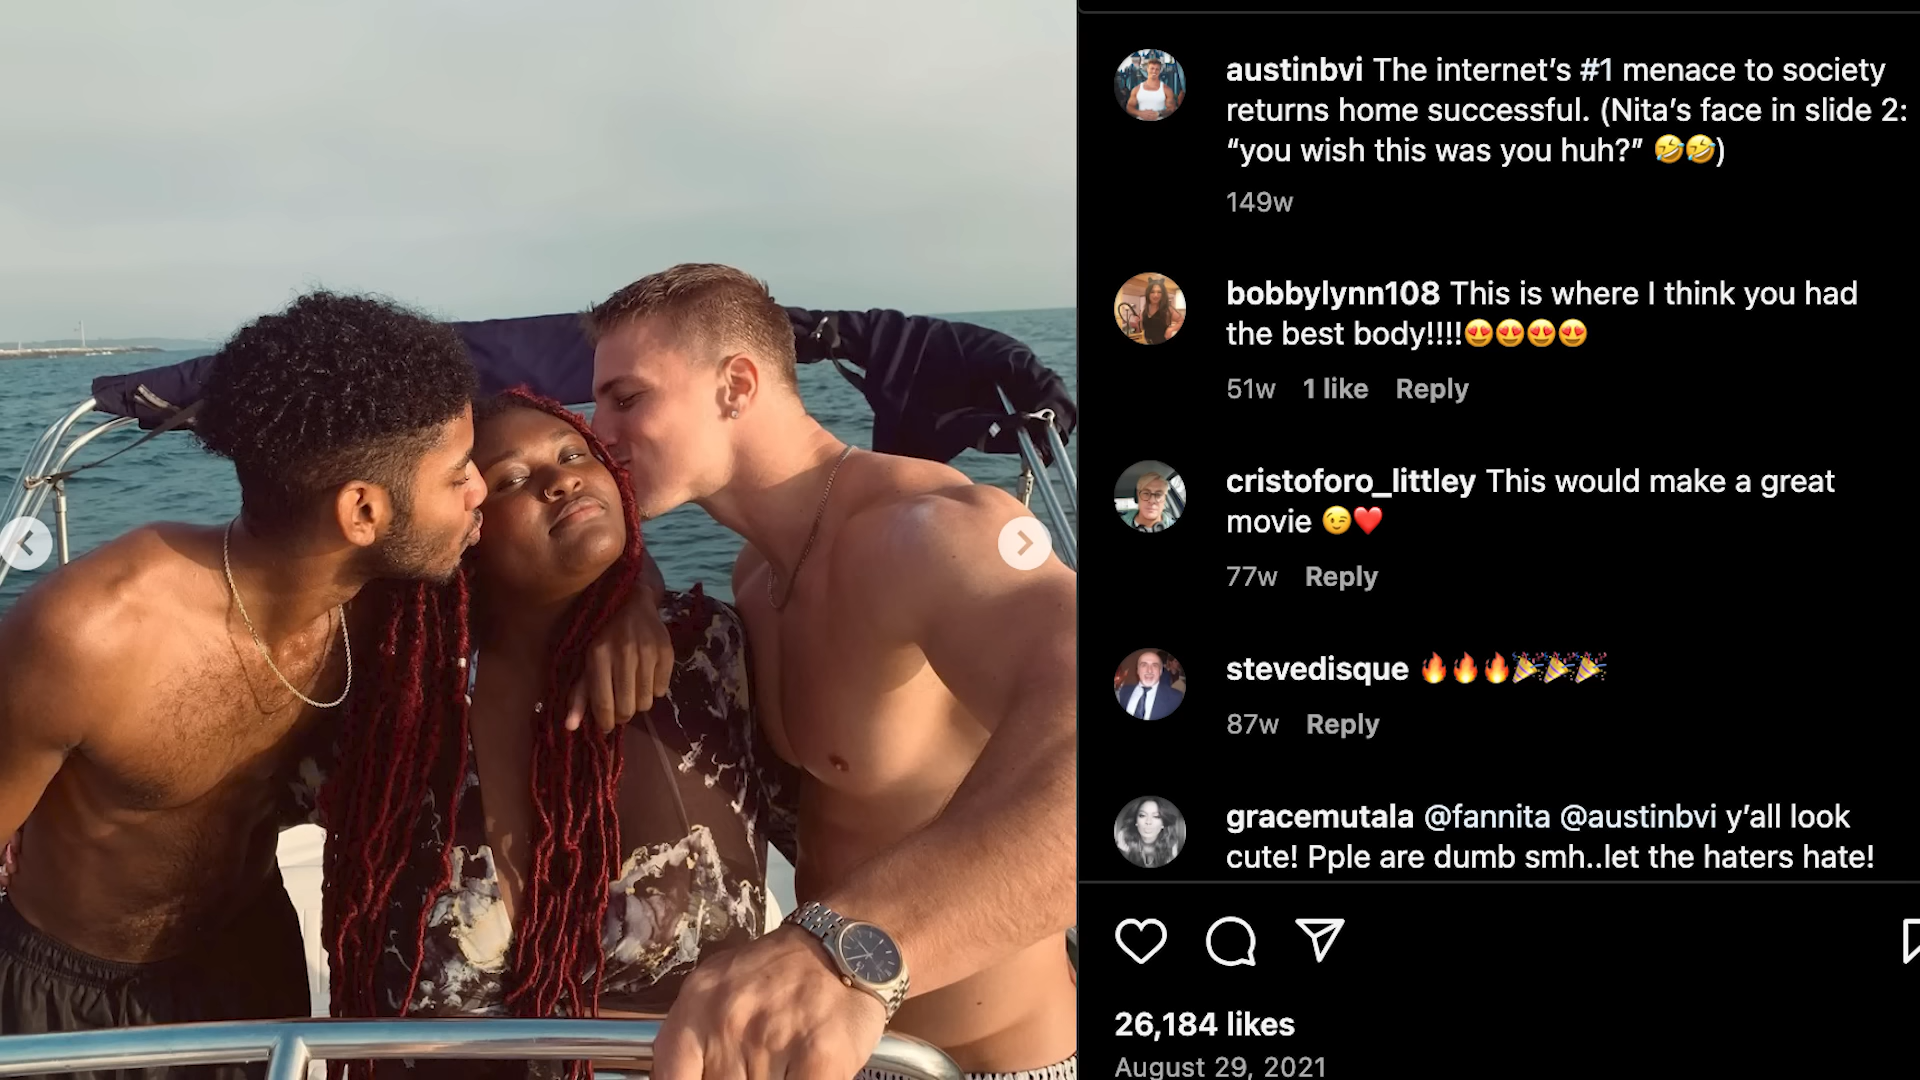 austinbvi The internet’s #1 menace to society
returns home successful. (Nita’s face in slide 2:
“you wish this was you huh?” 🤣🤣)
149w
bobbylynn108 This is where I think you had
the best body!!!!😍😍😍😍
51w 1 like Reply
cristoforo_littley This would make a great
movie 😉❤️
77w Reply
stevedisque 🔥🔥🔥🎉🎉🎉
87w Reply
gracemutala @fannita @austinbvi y’all look
cute! Pple are dumb smh..let the haters hate!
26,184 likes
August 29, 2021